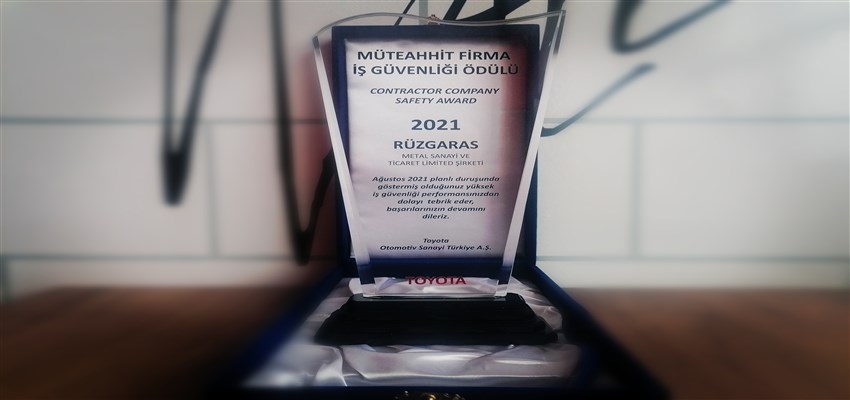 MÜTEAHHİT FİRMA
İŞ GÜVENLİĞİ ÖDÜLÜ
CONTRACTOR COMPANY
SAFETY AWARD
2021
RÜZGARAS
METAL SANAYİ VE
TİCARET LİMİTED ŞİRKETİ
Ağustos 2021 planlı duruşunda
göstermiş olduğunuz yüksek
iş güvenliği performansınızdan
dolayı tebrik eder,
başarılarınızın devamını
dileriz.
Toyota
Otomotiv Sanayi Türkiye A.Ş.
TOYOTA